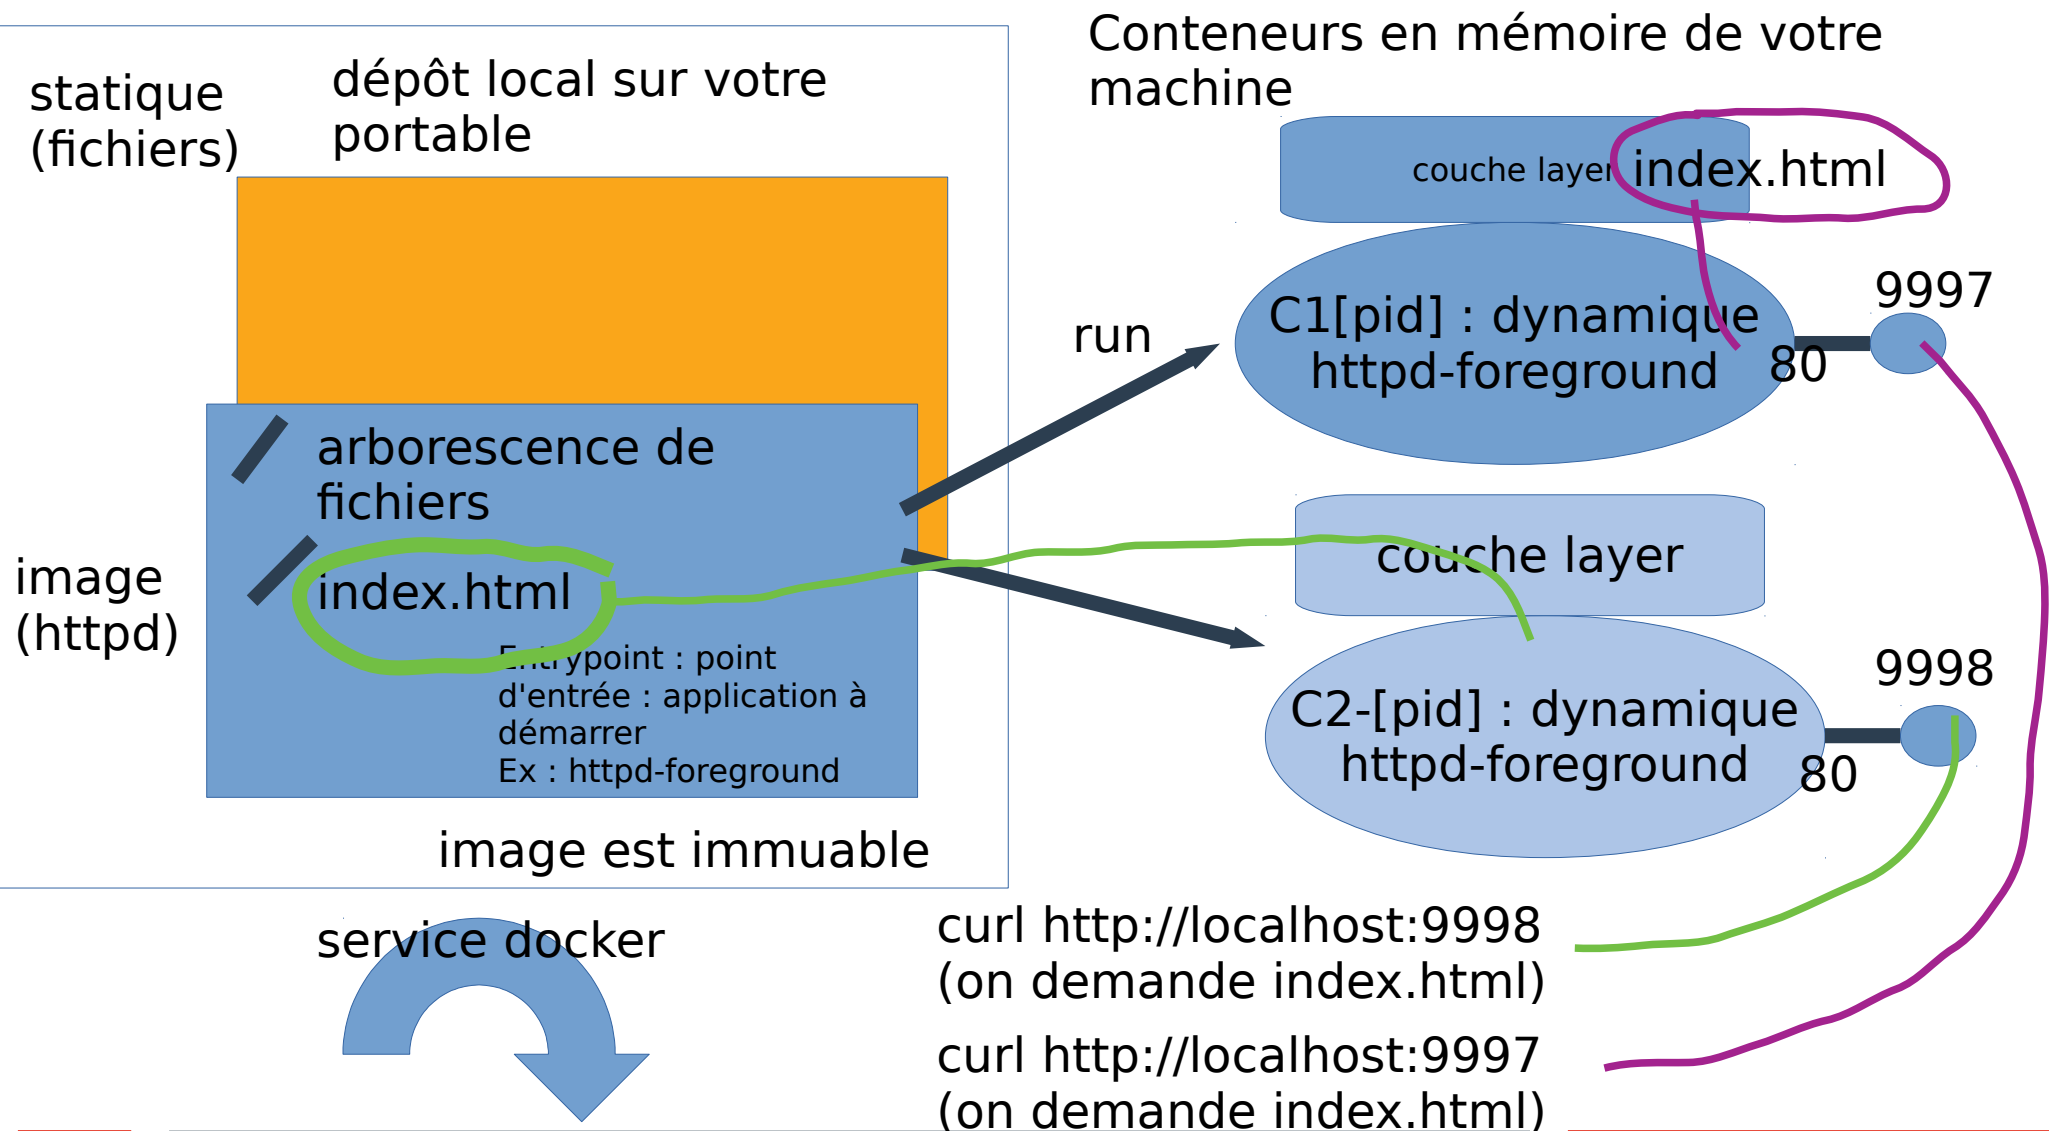 statique
(fichiers)
dépôt local sur votre
portable
arborescence de
fichiers
index.html
Entrypoint : point
d'entrée : application à
démarrer
Ex : httpd-foreground
image
(httpd)
image est immuable
service docker
run
Conteneurs en mémoire de votre
machine
couche layer
index.html
C1[pid] : dynamique
httpd-foreground
80
9997
couche layer
C2-[pid] : dynamique
httpd-foreground
80
9998
curl http://localhost:9998
(on demande index.html)
curl http://localhost:9997
(on demande index.html)